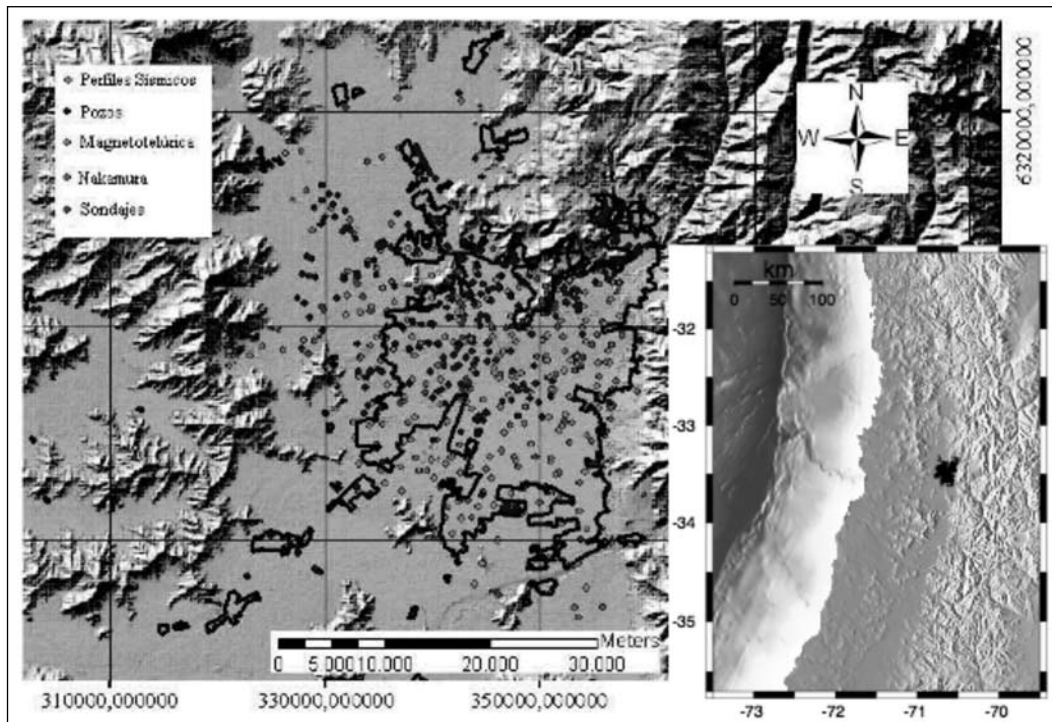 Perfiles Sísmicos
Pozos
Magnetotelúrica
Nakamura
Sondajes
N
W E
S
6320000,000000
km
0 50 100
-32
-33
-34
-35
-73 -72 -71 -70
Meters
0 5.000 10.000 20.000 30.000
310000,000000 330000,000000 350000,000000